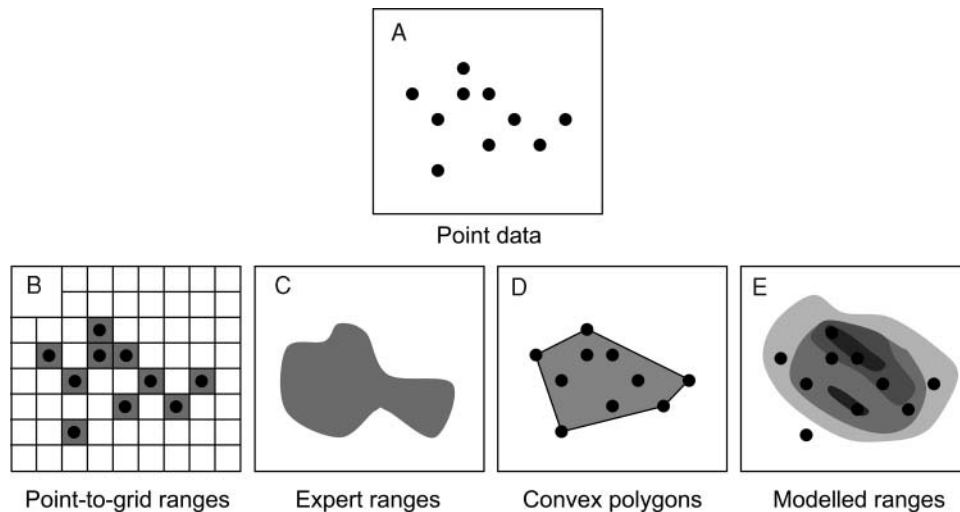 A
Point data
B
C
D
E
Point-to-grid ranges
Expert ranges
Convex polygons
Modelled ranges